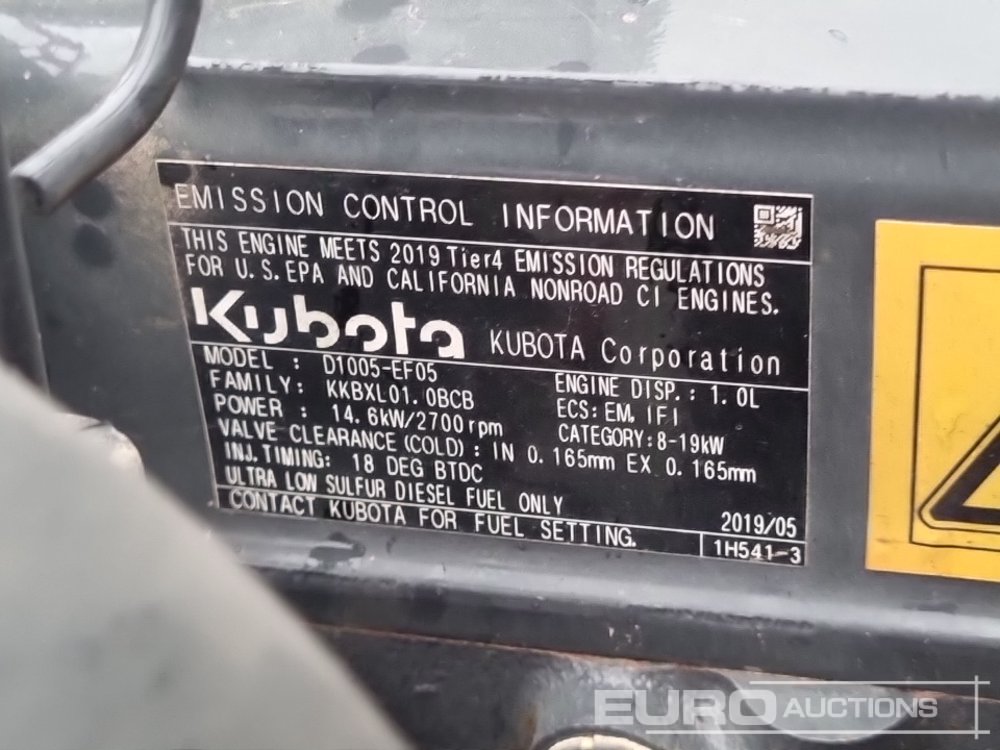 EMISSION CONTROL INFORMATION
THIS ENGINE MEETS 2019 Tier4 EMISSION REGULATIONS
FOR U.S.EPA AND CALIFORNIA NONROAD CI ENGINES.
Kubota KUBOTA Corporation
MODEL : D1005-EF05 ENGINE DISP.: 1.0L
FAMILY: KKBXL01.0BCB ECS: EM, IFI
POWER : 14.6kW/2700rpm CATEGORY:8-19kW
VALVE CLEARANCE(COLD): IN 0.165mm EX 0.165mm
INJ.TIMING: 18 DEG BTDC
ULTRA LOW SULFUR DIESEL FUEL ONLY 2019/05
CONTACT KUBOTA FOR FUEL SETTING. 1H541-3
EURO AUCTIONS